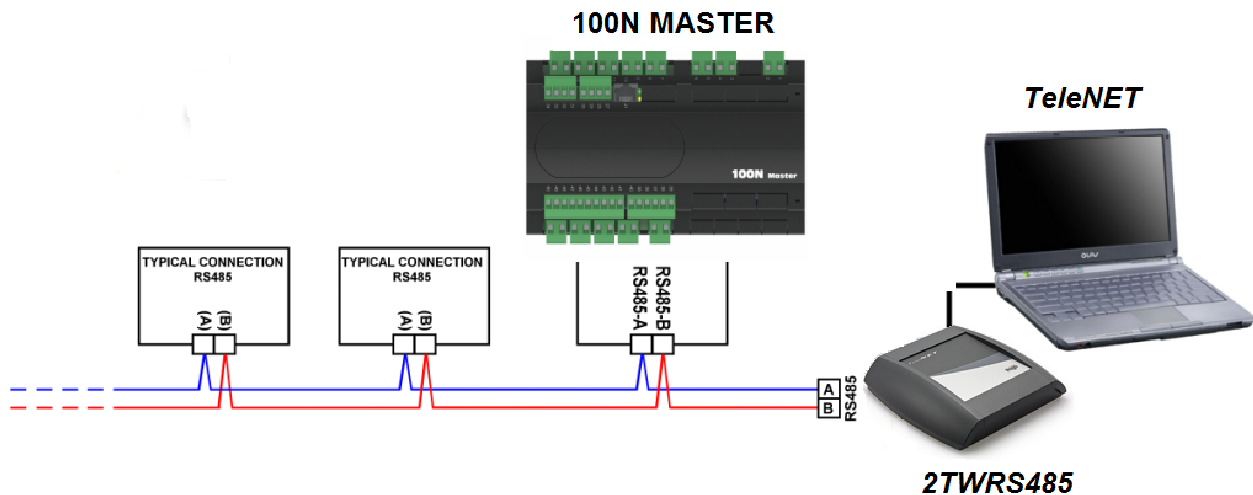 100N MASTER
TeleNET
100N Master
TYPICAL CONNECTION
RS485
(A)
(B)
TYPICAL CONNECTION
RS485
(A)
(B)
RS485-A
RS485-B
A
B
RS485
2TWRS485